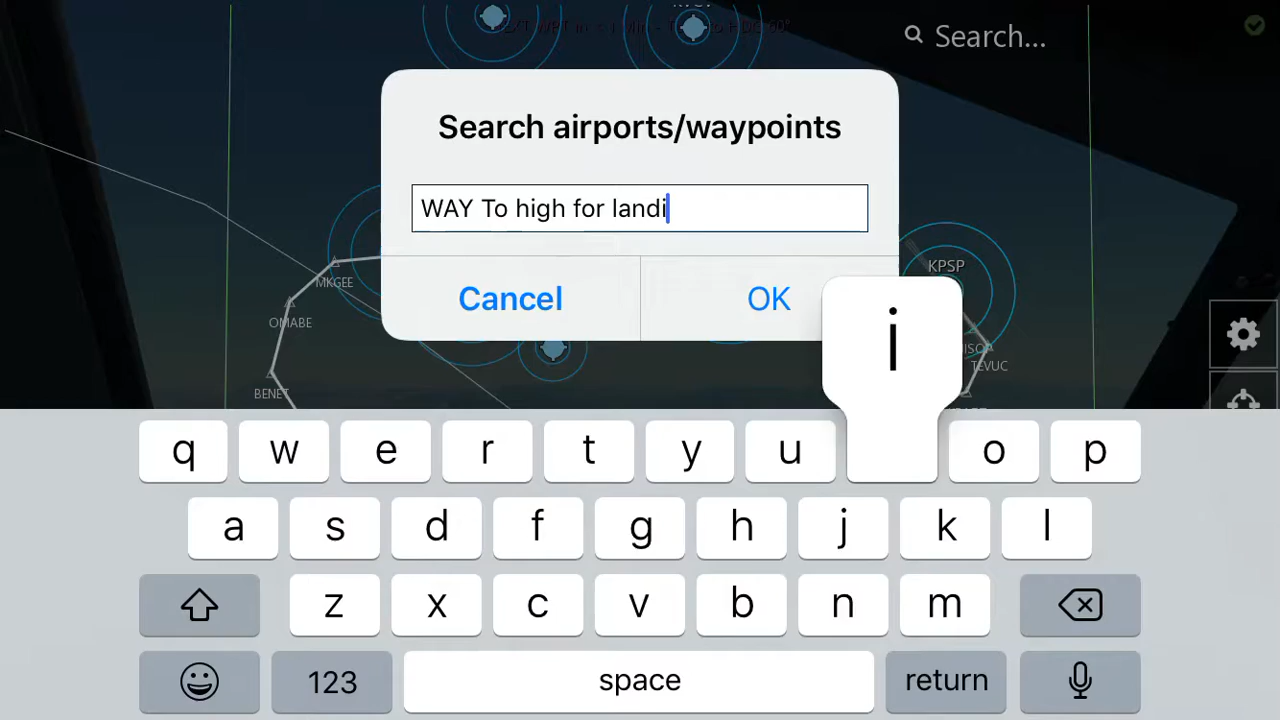 Search...
Search airports/waypoints
WAY To high for landi
Cancel
OK
KPSP
MKGEE
OMABE
BENET
TEVUC
i
q w e r t y u o p
a s d f g h j k l
z x c v b n m
123
space
return